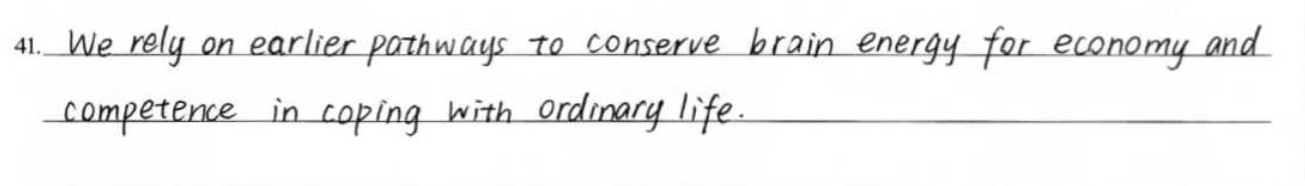 41. We rely on earlier pathways to conserve brain energy for economy and
competence in coping with ordinary life.